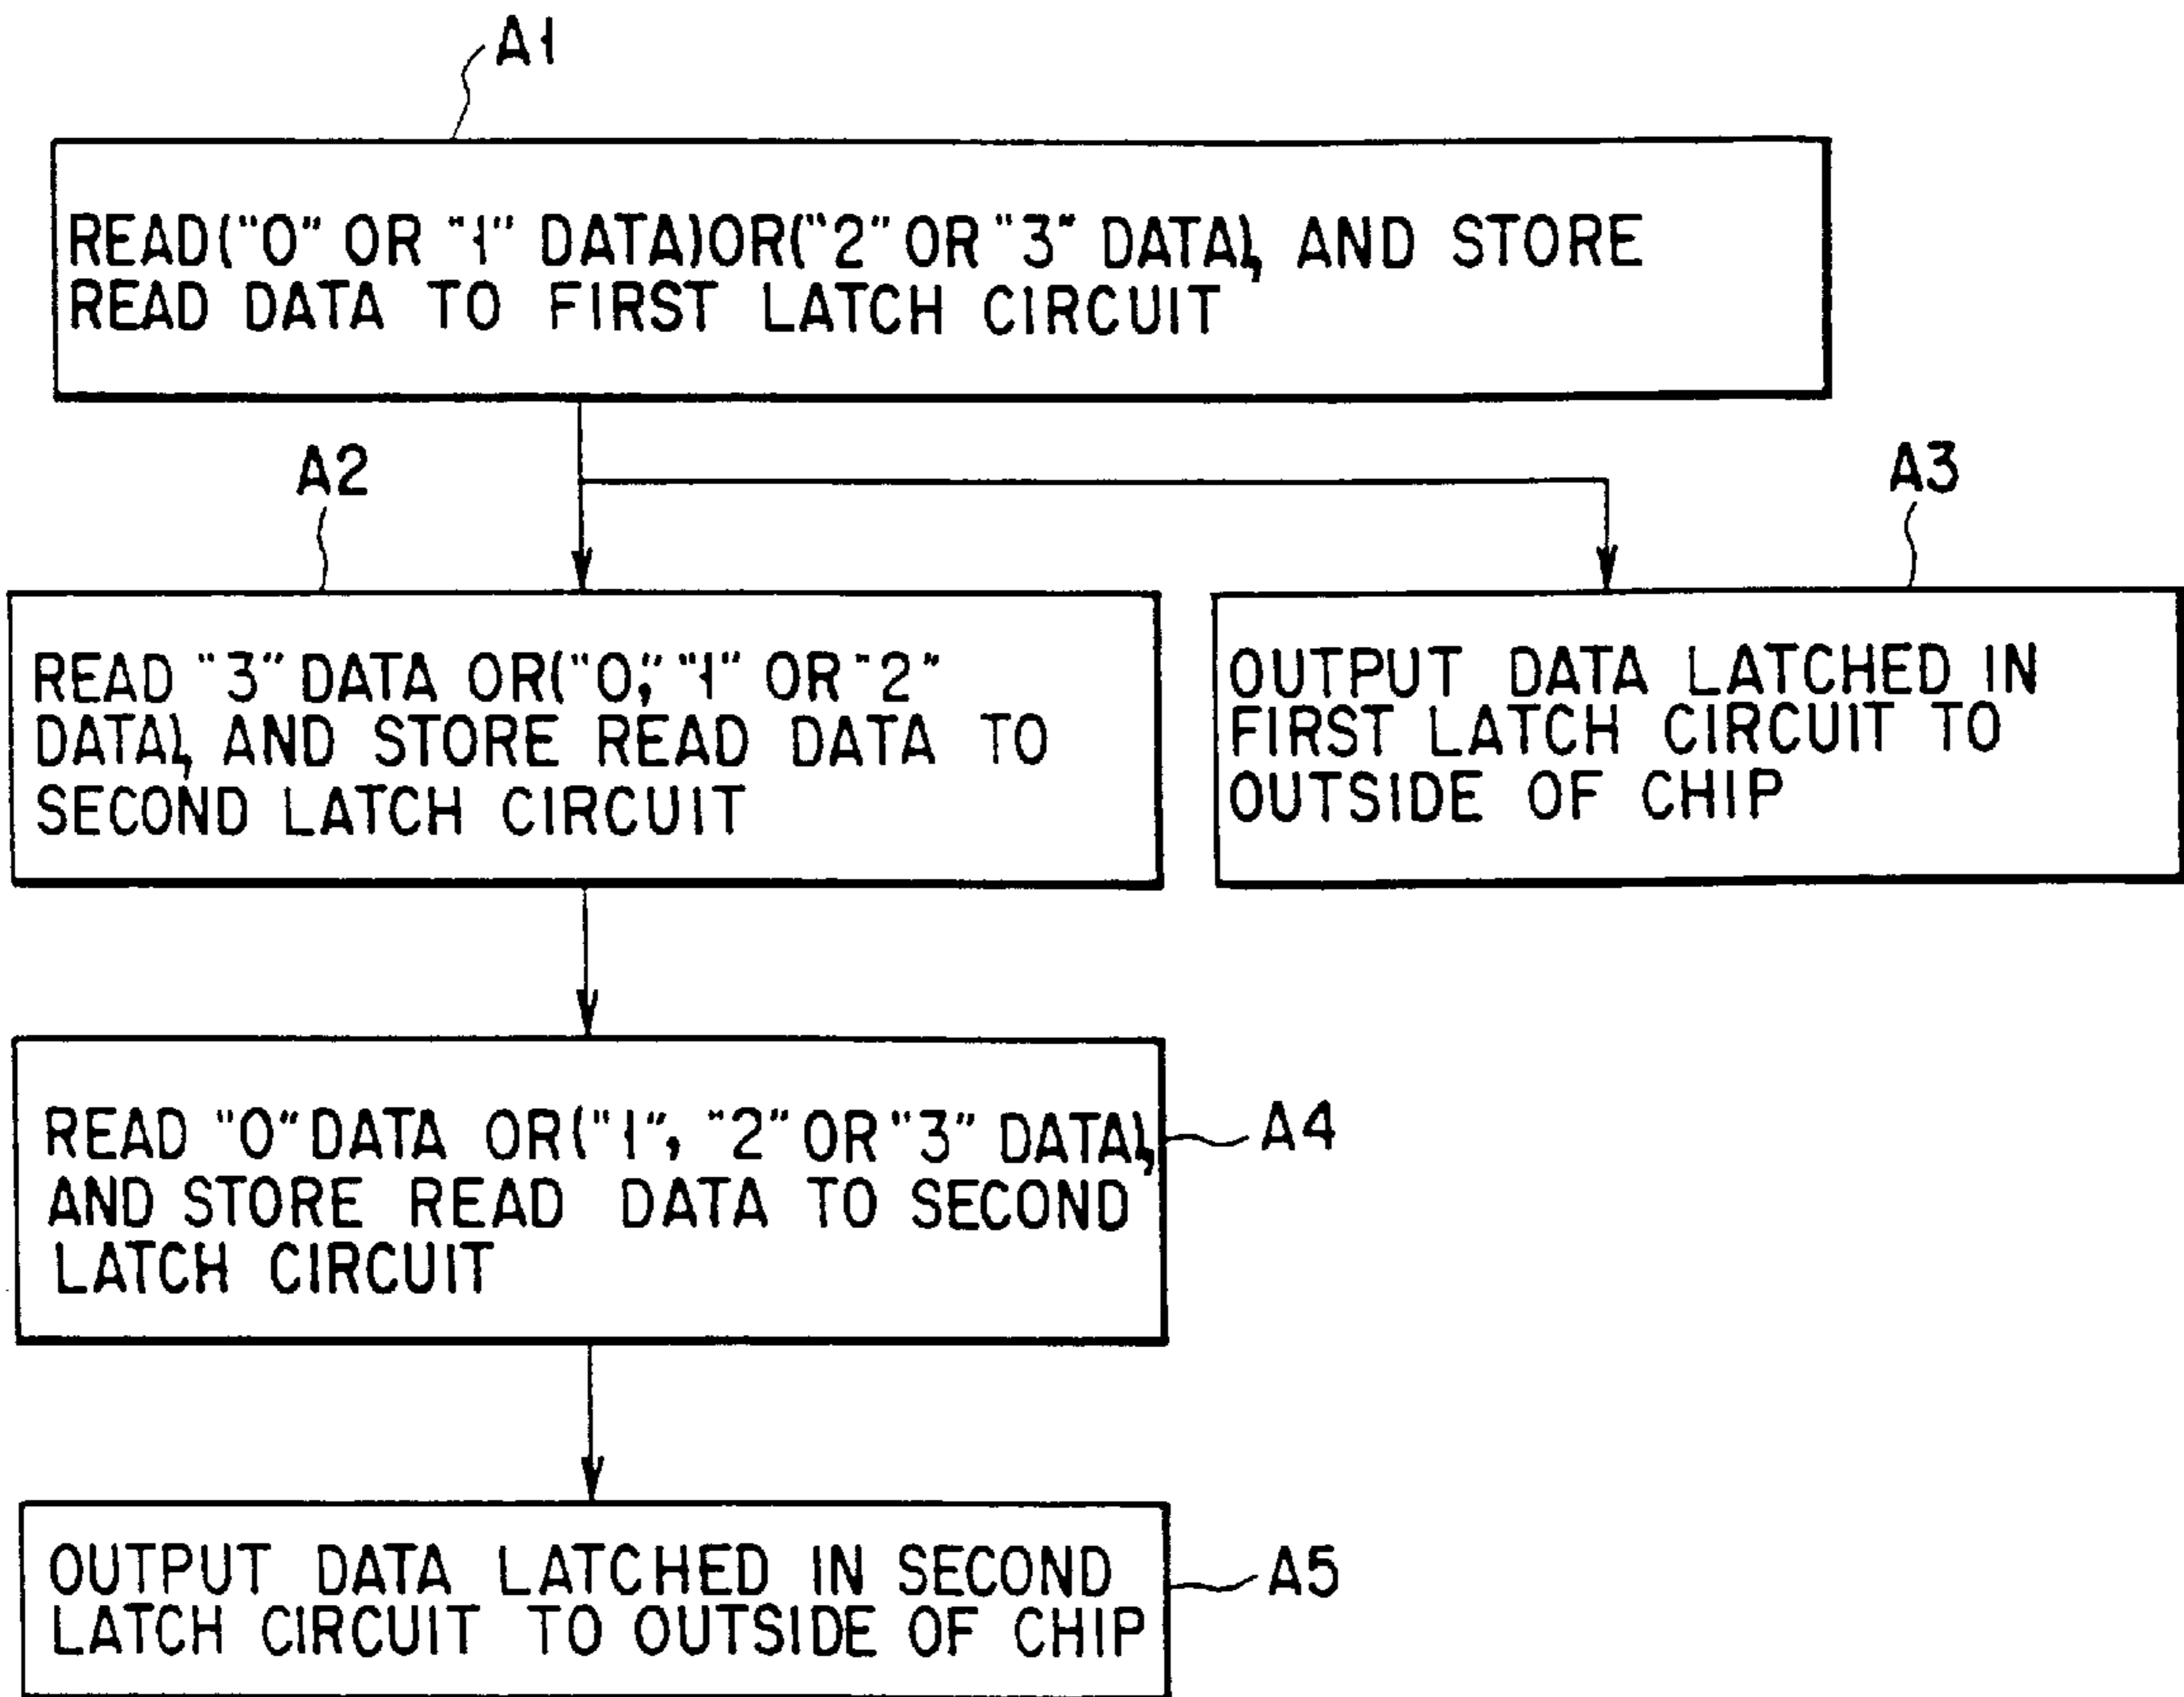 A1
READ("0" OR "1" DATA)OR("2" OR "3" DATA), AND STORE
READ DATA TO FIRST LATCH CIRCUIT
A2
A3
READ "3" DATA OR("0", "1" OR "2"
DATA), AND STORE READ DATA TO
SECOND LATCH CIRCUIT
OUTPUT DATA LATCHED IN
FIRST LATCH CIRCUIT TO
OUTSIDE OF CHIP
READ "0" DATA OR("1", "2" OR "3" DATA),
AND STORE READ DATA TO SECOND
LATCH CIRCUIT
A4
OUTPUT DATA LATCHED IN SECOND
LATCH CIRCUIT TO OUTSIDE OF CHIP
A5